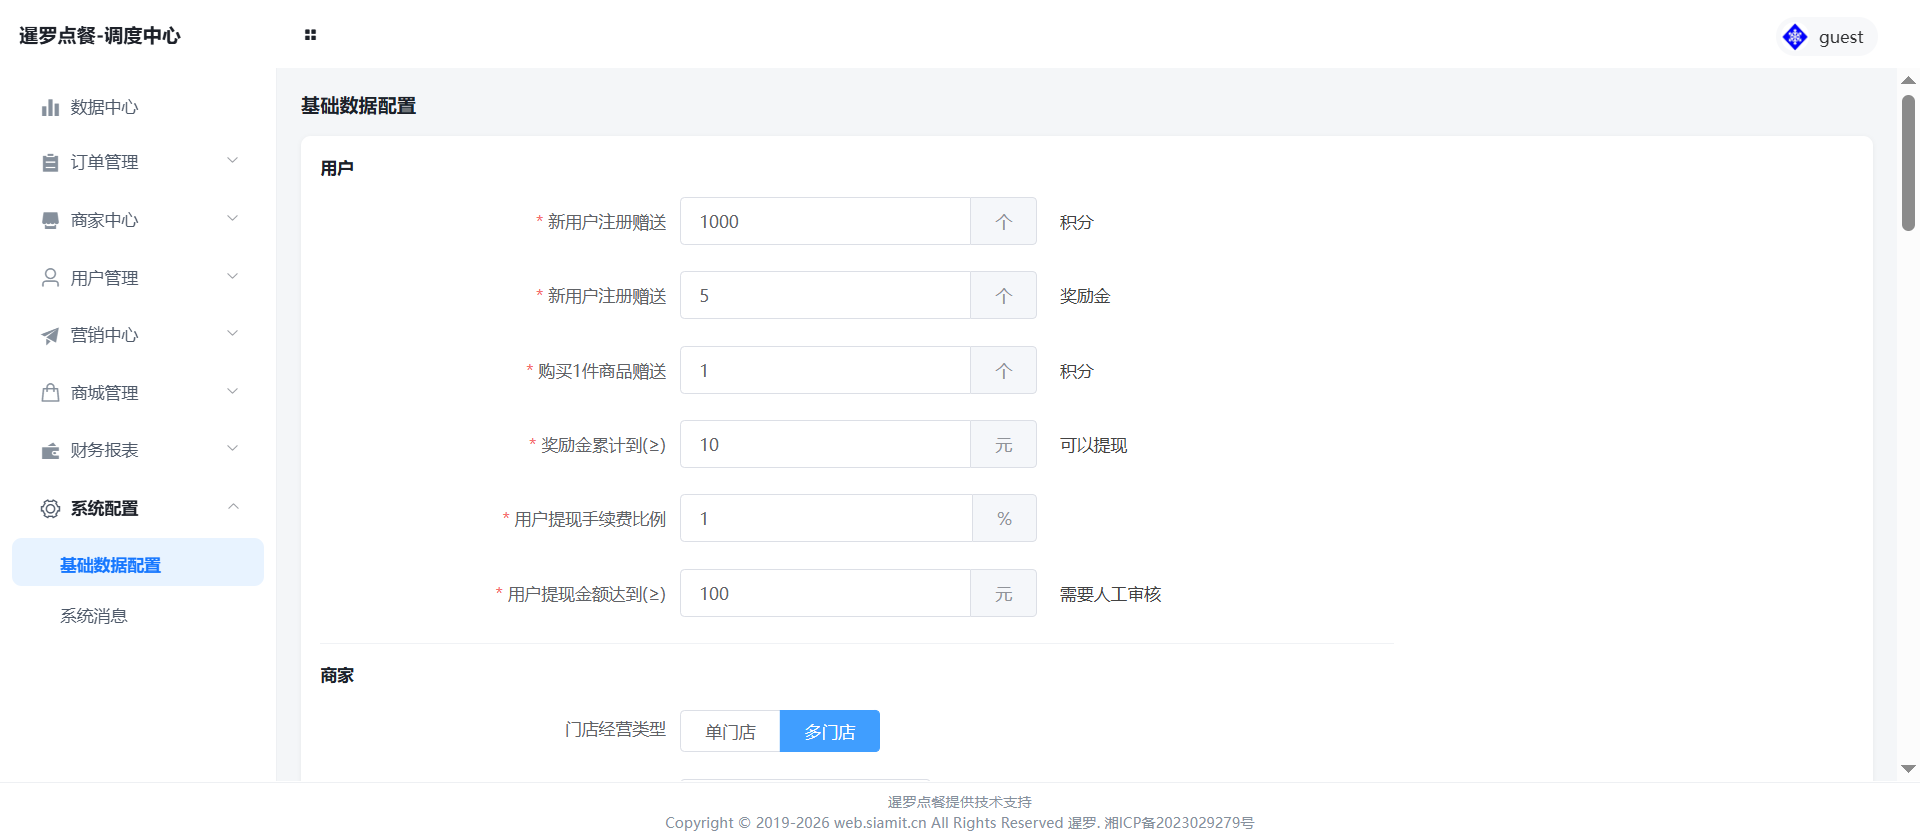 暹罗点餐-调度中心
guest
数据中心
订单管理
商家中心
用户管理
营销中心
商城管理
财务报表
系统配置
基础数据配置
系统消息
基础数据配置
用户
* 新用户注册赠送 1000 个 积分
* 新用户注册赠送 5 个 奖励金
* 购买1件商品赠送 1 个 积分
* 奖励金累计到(≥) 10 元 可以提现
* 用户提现手续费比例 1 %
* 用户提现金额达到(≥) 100 元 需要人工审核
商家
门店经营类型 单门店 多门店
暹罗点餐提供技术支持
Copyright © 2019-2026 web.siamit.cn All Rights Reserved 暹罗. 湘ICP备2023029279号